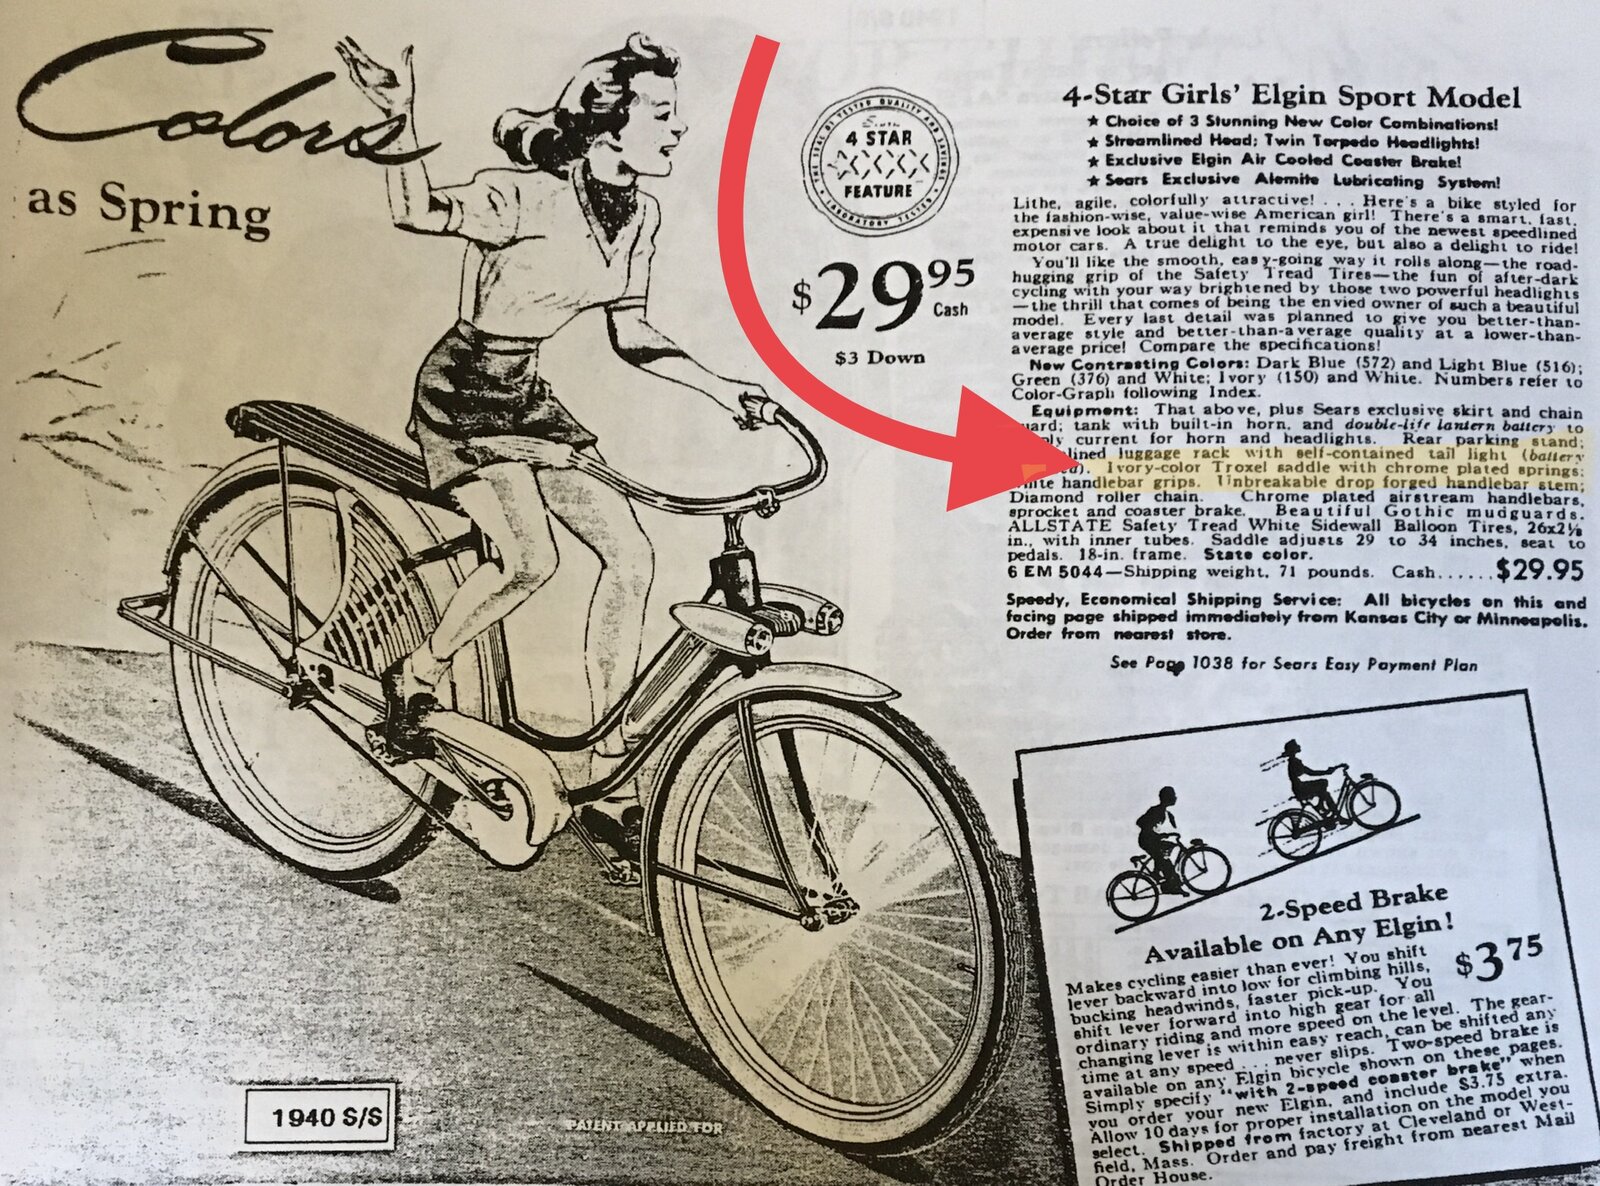 Colors
as Spring
THE SEAL OF TESTED QUALITY AND SAVINGS
Sears
4 STAR
FEATURE
LABORATORY TESTED
$29.95
Cash
$3 Down
4-Star Girls' Elgin Sport Model
★ Choice of 3 Stunning New Color Combinations!
★ Streamlined Head; Twin Torpedo Headlights!
★ Exclusive Elgin Air Cooled Coaster Brake!
★ Sears Exclusive Alemite Lubricating System!
Lithe, agile, colorfully attractive! . . . Here's a bike styled for
the fashion-wise, value-wise American girl! There's a smart, fast,
expensive look about it that reminds you of the newest speedlined
motor cars. A true delight to the eye, but also a delight to ride!
You'll like the smooth, easy-going way it rolls along—the road-
hugging grip of the Safety Tread Tires—the fun of after-dark
cycling with your way brightened by those two powerful headlights
—the thrill that comes of being the envied owner of such a beautiful
model. Every last detail was planned to give you better-than-
average style and better-than-average quality at a lower-than-
average price! Compare the specifications!
New Contrasting Colors: Dark Blue (572) and Light Blue (516);
Green (376) and White; Ivory (150) and White. Numbers refer to
Color-Graph following Index.
Equipment: That above, plus Sears exclusive skirt and chain
uard; tank with built-in horn, and double-life lantern battery to
ply current for horn and headlights. Rear parking stand;
lined luggage rack with self-contained tail light (battery
ed). Ivory-color Troxel saddle with chrome plated springs;
white handlebar grips. Unbreakable drop forged handlebar stem;
Diamond roller chain. Chrome plated airstream handlebars,
sprocket and coaster brake. Beautiful Gothic mudguards.
ALLSTATE Safety Tread White Sidewall Balloon Tires, 26x2⅛
in., with inner tubes. Saddle adjusts 29 to 34 inches, seat to
pedals. 18-in. frame. State color.
6 EM 5044—Shipping weight, 71 pounds. Cash......$29.95
Speedy, Economical Shipping Service: All bicycles on this and
facing page shipped immediately from Kansas City or Minneapolis.
Order from nearest store.
See Page 1038 for Sears Easy Payment Plan
2-Speed Brake
Available on Any Elgin!
$3.75
Makes cycling easier than ever! You shift
lever backward into low for climbing hills,
bucking headwinds, faster pick-up. You
shift lever forward into high gear for all
ordinary riding and more speed on the level. The gear-
changing lever is within easy reach, can be shifted any
time at any speed . . . never slips. Two-speed brake is
available on any Elgin bicycle shown on these pages.
Simply specify "with 2-speed coaster brake" when
you order your new Elgin, and include $3.75 extra.
Allow 10 days for proper installation on the model you
select. Shipped from factory at Cleveland or West-
field, Mass. Order and pay freight from nearest Mail
Order House.
1940 S/S
PATENT APPLIED FOR